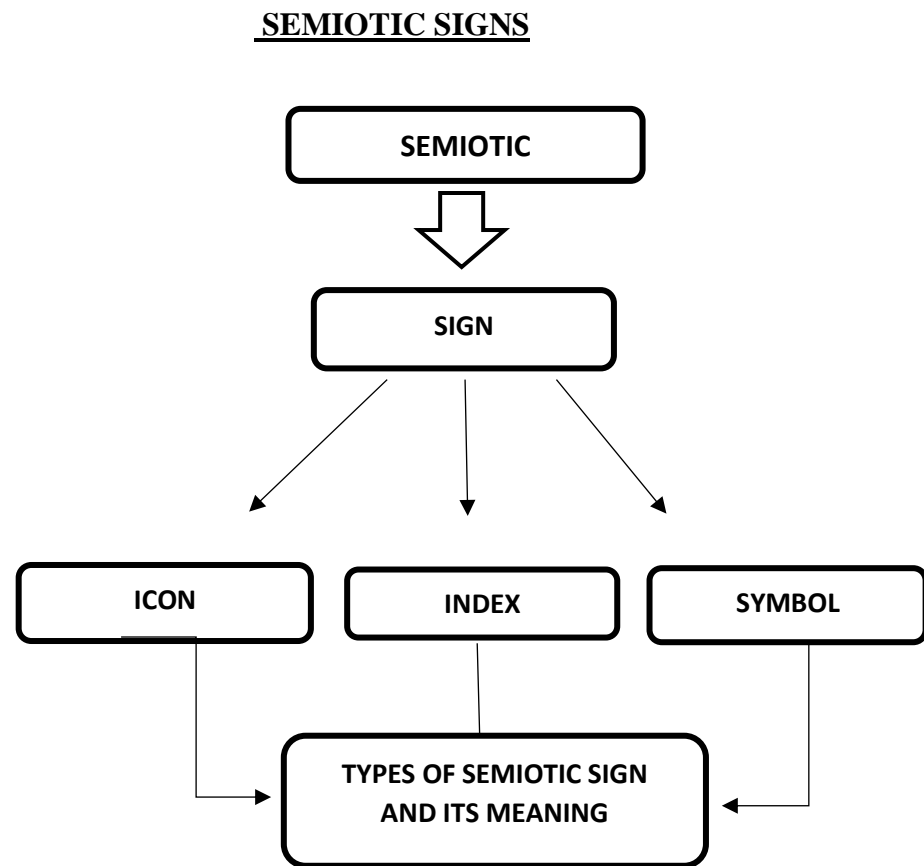 SEMIOTIC SIGNS
SEMIOTIC
SIGN
ICON
INDEX
SYMBOL
TYPES OF SEMIOTIC SIGN
AND ITS MEANING